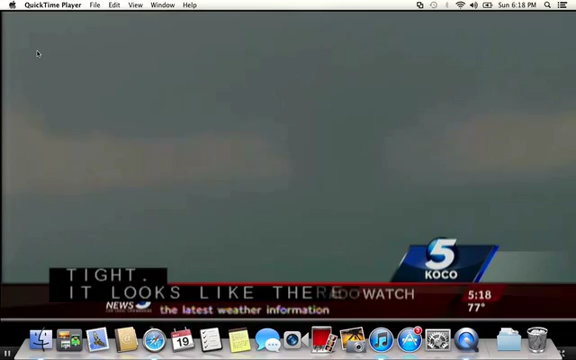 QuickTime Player File Edit View Window Help Sun 6:18 PM
5
KOCO
TIGHT.
IT LOOKS LIKE THERE
WATCH 5:18
NEWS 5
the latest weather information
77°
19